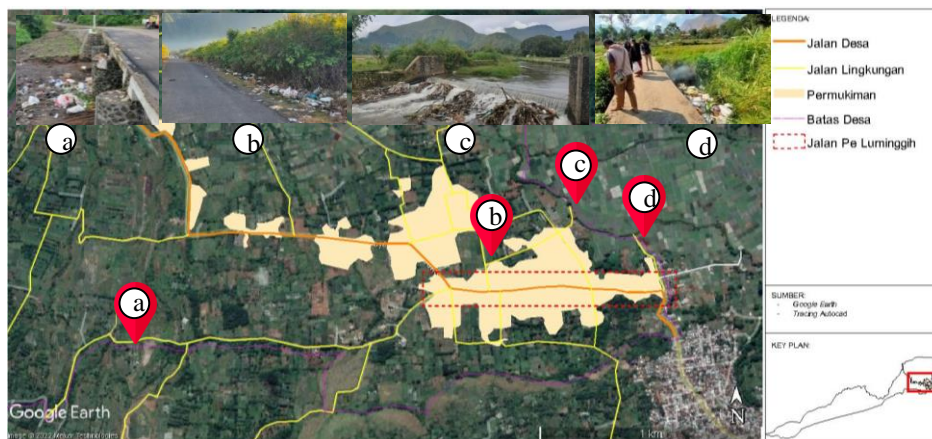 LEGENDA:
Jalan Desa
Jalan Lingkungan
Permukiman
Batas Desa
Jalan Pe Luminggih
a
b
c
d
c
b
d
a
SUMBER:
- Google Earth
- Tracing Autocad
KEY PLAN:
Google Earth
1 km
N